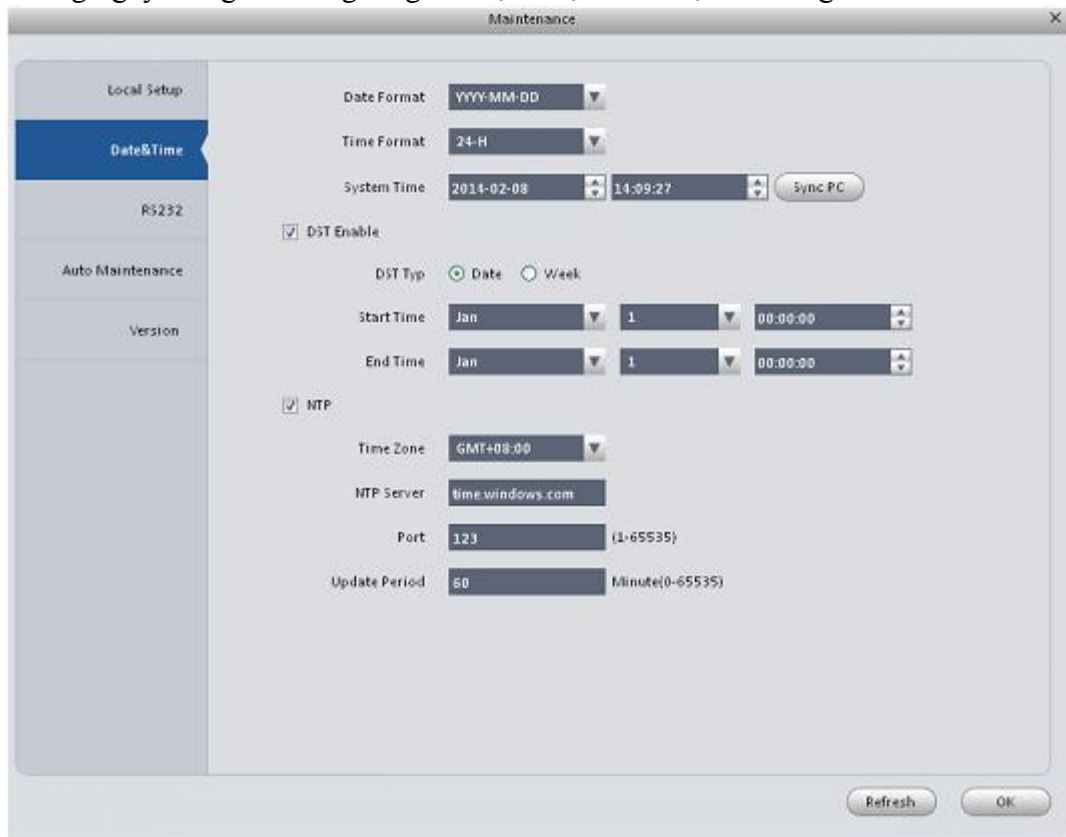 Maintenance
Local Setup
Date&Time
RS232
Auto Maintenance
Version
Date Format YYYY-MM-DD
Time Format 24-H
System Time 2014-02-08 14:09:27 Sync PC
DST Enable
DST Typ Date Week
Start Time Jan 1 00:00:00
End Time Jan 1 00:00:00
NTP
Time Zone GMT+08:00
NTP Server time.windows.com
Port 123 (1-65535)
Update Period 60 Minute(0-65535)
Refresh OK